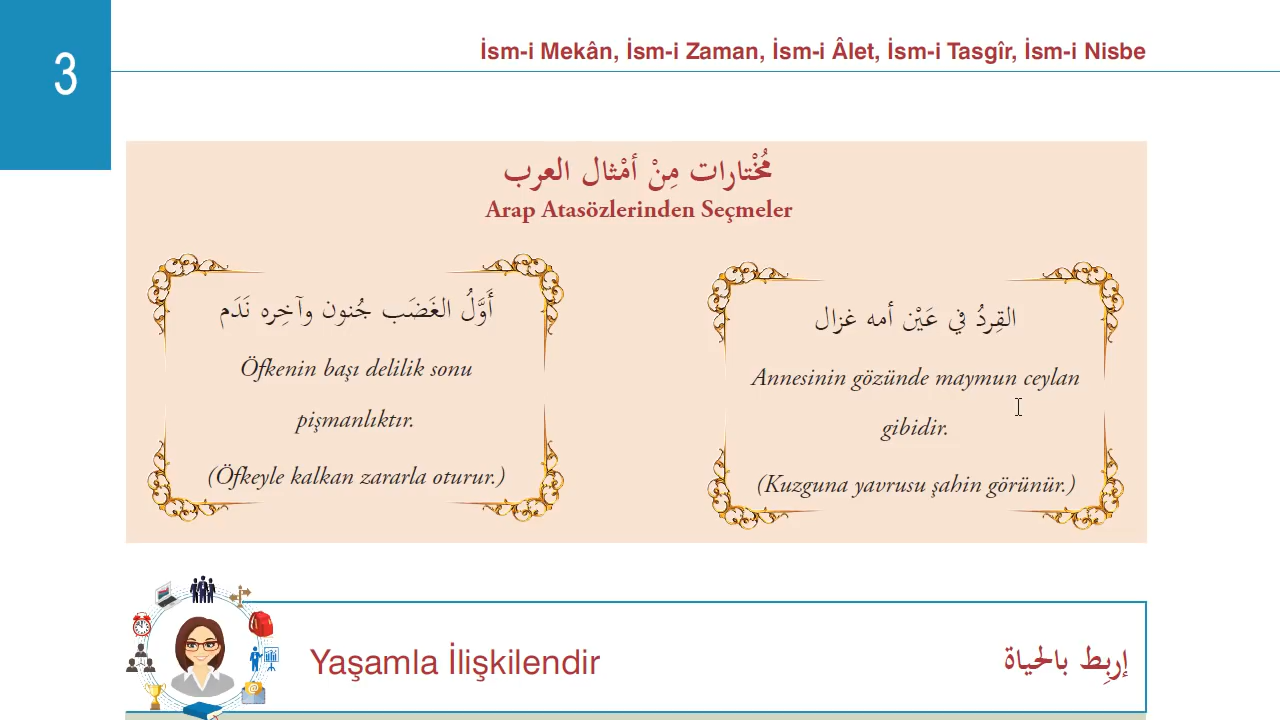 3
İsm-i Mekân, İsm-i Zaman, İsm-i Âlet, İsm-i Tasgîr, İsm-i Nisbe
مُخْتارات مِنْ أمْثال العرب
Arap Atasözlerinden Seçmeler
أَوَّلُ الغَضَب جُنون وآخِره نَدَم
Öfkenin başı delilik sonu
pişmanlıktır.
(Öfkeyle kalkan zararla oturur.)
القِردُ في عَيْن أمه غزال
Annesinin gözünde maymun ceylan
gibidir.
(Kuzguna yavrusu şahin görünür.)
Yaşamla İlişkilendir
إربِط بالحياة